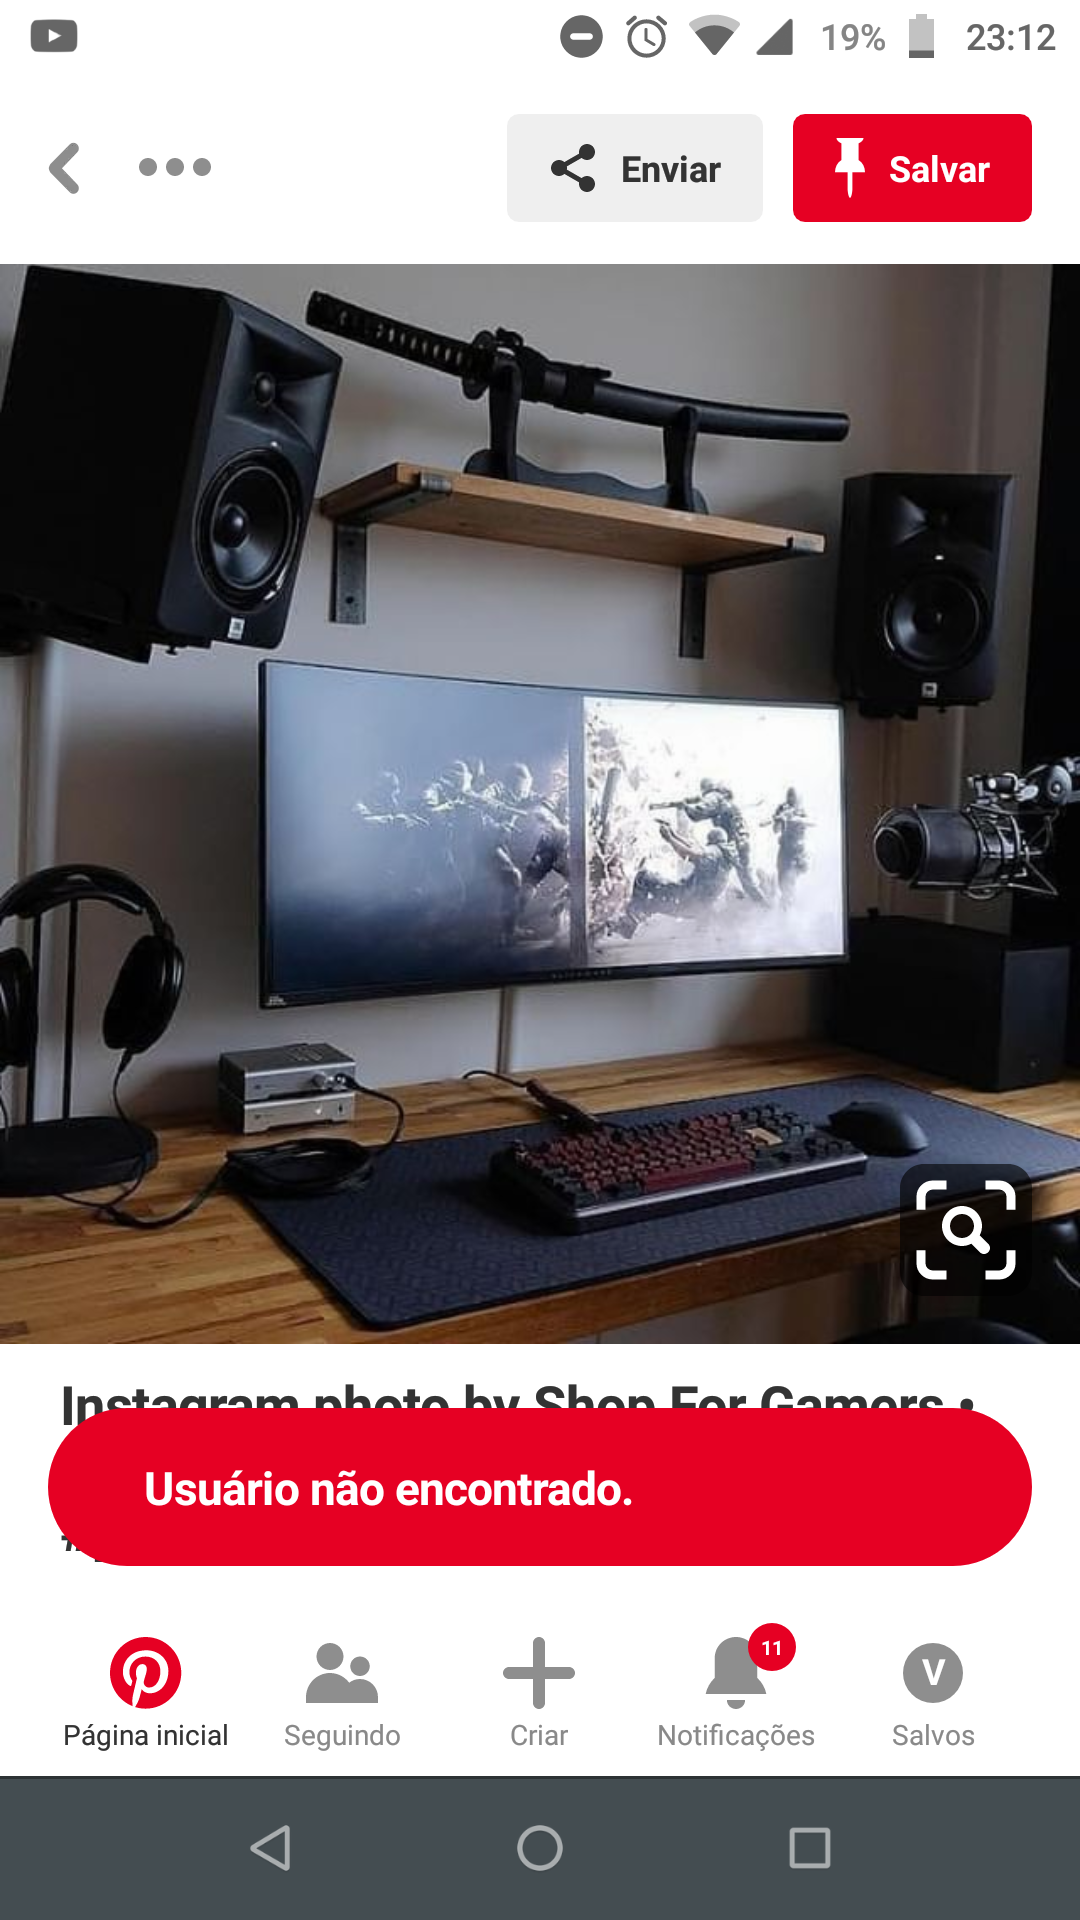 19%
23:12
Enviar
Salvar
Instagram photo by Shop For Gamers •
Usuário não encontrado.
11
V
Página inicial
Seguindo
Criar
Notificações
Salvos